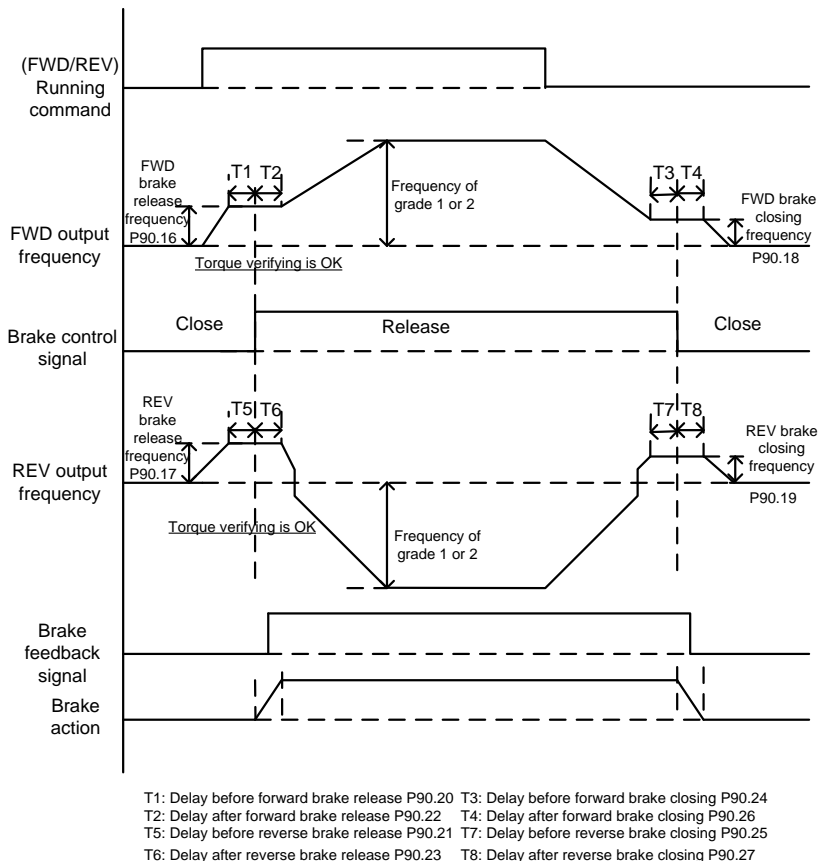 (FWD/REV)
Running
command
FWD
brake
release
frequency
P90.16
T1 T2
Frequency of
grade 1 or 2
T3 T4
FWD brake
closing
frequency
P90.18
FWD output
frequency
Torque verifying is OK
Close
Release
Close
Brake control
signal
REV
brake
release
frequency
P90.17
T5 T6
T7 T8
REV brake
closing
frequency
P90.19
REV output
frequency
Torque verifying is OK
Frequency of
grade 1 or 2
Brake
feedback
signal
Brake
action
T1: Delay before forward brake release P90.20 T3: Delay before forward brake closing P90.24
T2: Delay after forward brake release P90.22 T4: Delay after forward brake closing P90.26
T5: Delay before reverse brake release P90.21 T7: Delay before reverse brake closing P90.25
T6: Delay after reverse brake release P90.23 T8: Delay after reverse brake closing P90.27